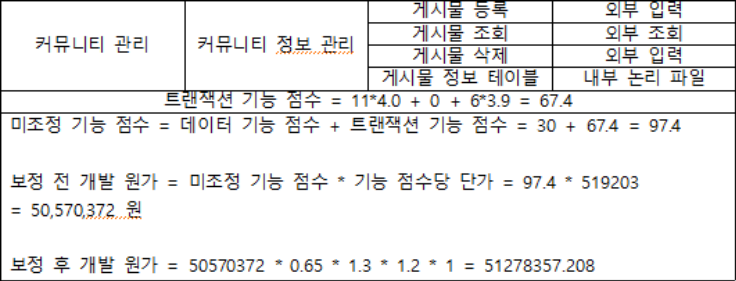 커뮤니티 관리
커뮤니티 정보 관리
게시물 등록 외부 입력
게시물 조회 외부 조회
게시물 삭제 외부 입력
게시물 정보 테이블 내부 논리 파일
트랜잭션 기능 점수 = 11*4.0 + 0 + 6*3.9 = 67.4
미조정 기능 점수 = 데이터 기능 점수 + 트랜잭션 기능 점수 = 30 + 67.4 = 97.4
보정 전 개발 원가 = 미조정 기능 점수 * 기능 점수당 단가 = 97.4 * 519203
= 50,570,372 원
보정 후 개발 원가 = 50570372 * 0.65 * 1.3 * 1.2 * 1 = 51278357.208